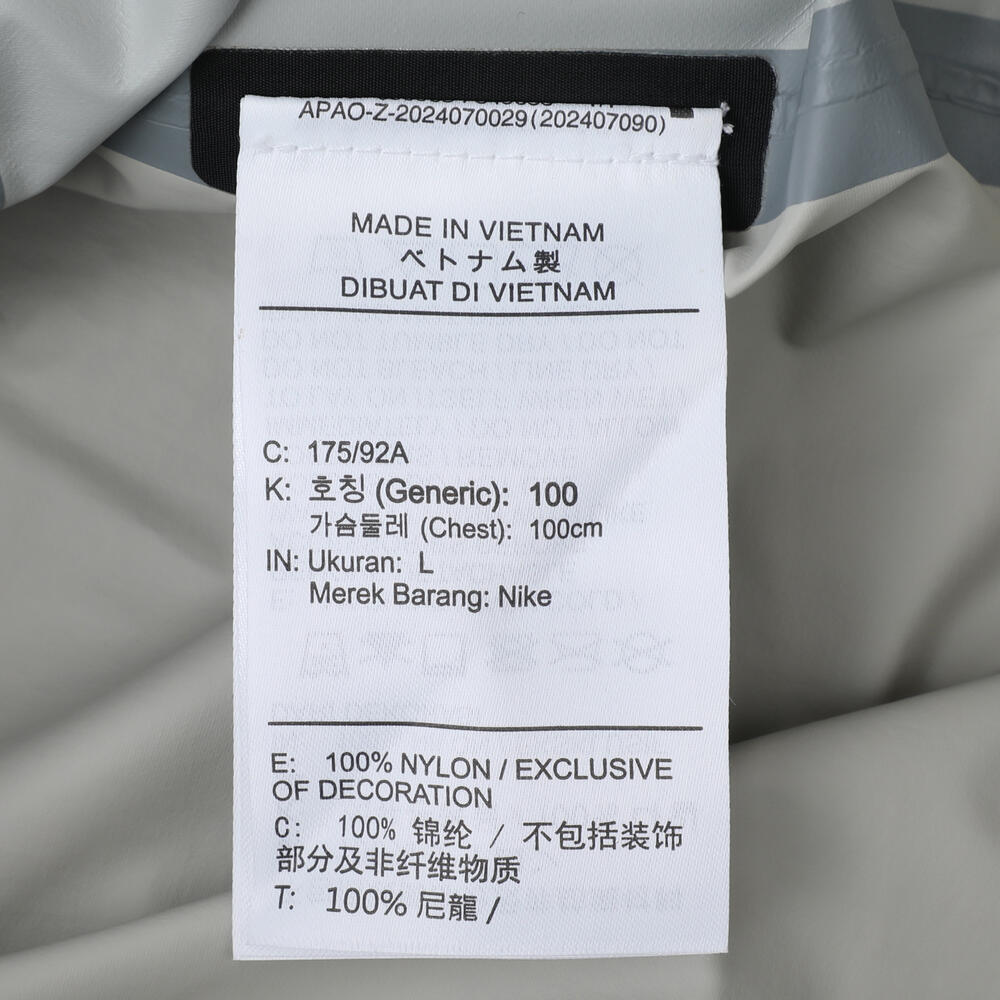 APAO-Z-2024070029(202407090)
MADE IN VIETNAM
ベトナム製
DIBUAT DI VIETNAM
C: 175/92A
K: 호칭 (Generic): 100
가슴둘레 (Chest): 100cm
IN: Ukuran: L
Merek Barang: Nike
E: 100% NYLON / EXCLUSIVE
OF DECORATION
C: 100% 锦纶 / 不包括装饰
部分及非纤维物质
T: 100% 尼龍 /